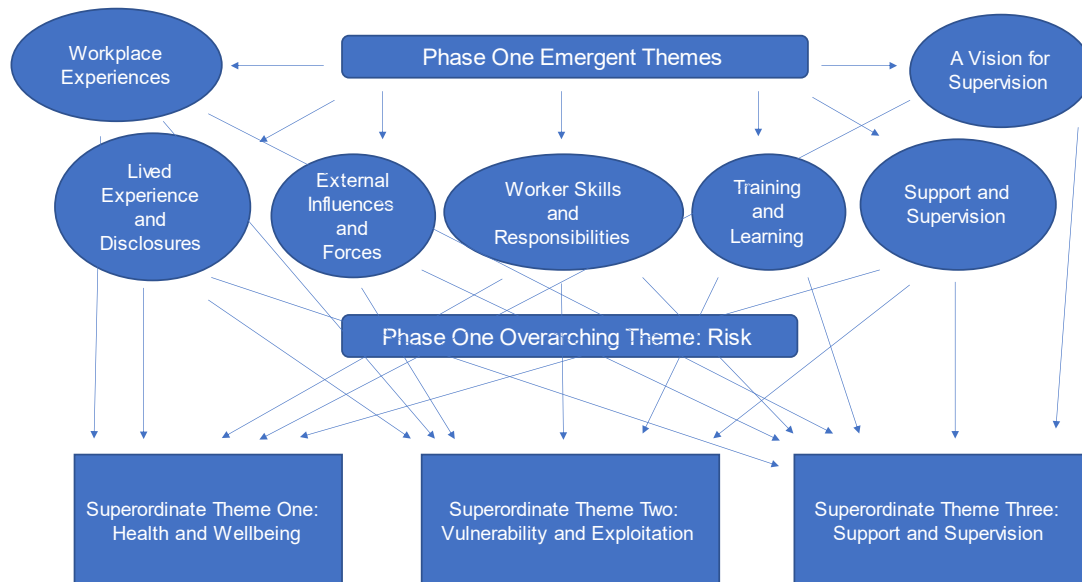 Workplace
Experiences
Phase One Emergent Themes
A Vision for
Supervision
Lived
Experience
and
Disclosures
External
Influences
and
Forces
Worker Skills
and
Responsibilities
Training
and
Learning
Support and
Supervision
Phase One Overarching Theme: Risk
Superordinate Theme One:
Health and Wellbeing
Superordinate Theme Two:
Vulnerability and Exploitation
Superordinate Theme Three:
Support and Supervision